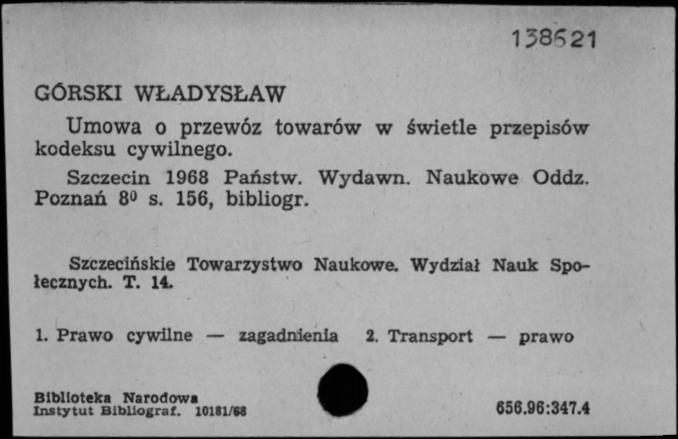 138621
GÓRSKI WŁADYSŁAW
Umowa o przewóz towarów w świetle przepisów
kodeksu cywilnego.
Szczecin 1968 Państw. Wydawn. Naukowe Oddz.
Poznań 8⁰ s. 156, bibliogr.
Szczecińskie Towarzystwo Naukowe. Wydział Nauk Spo-
łecznych. T. 14.
1. Prawo cywilne — zagadnienia 2. Transport — prawo
Biblioteka Narodowa
Instytut Bibliograf. 10181/68
656.96:347.4